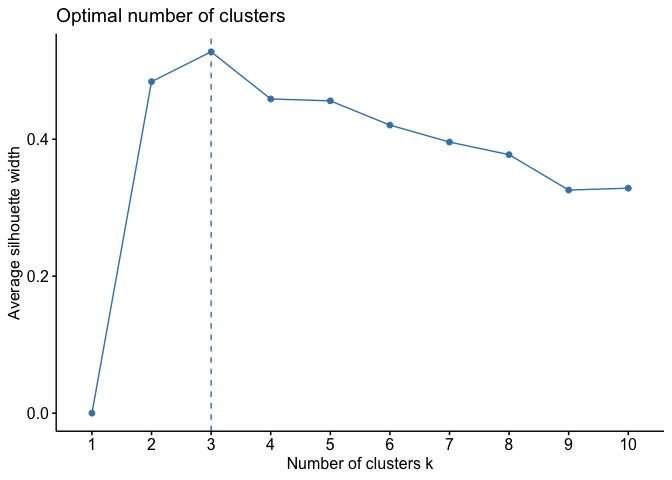 Optimal number of clusters
Average silhouette width
0.4
0.2
0.0
1 2 3 4 5 6 7 8 9 10
Number of clusters k